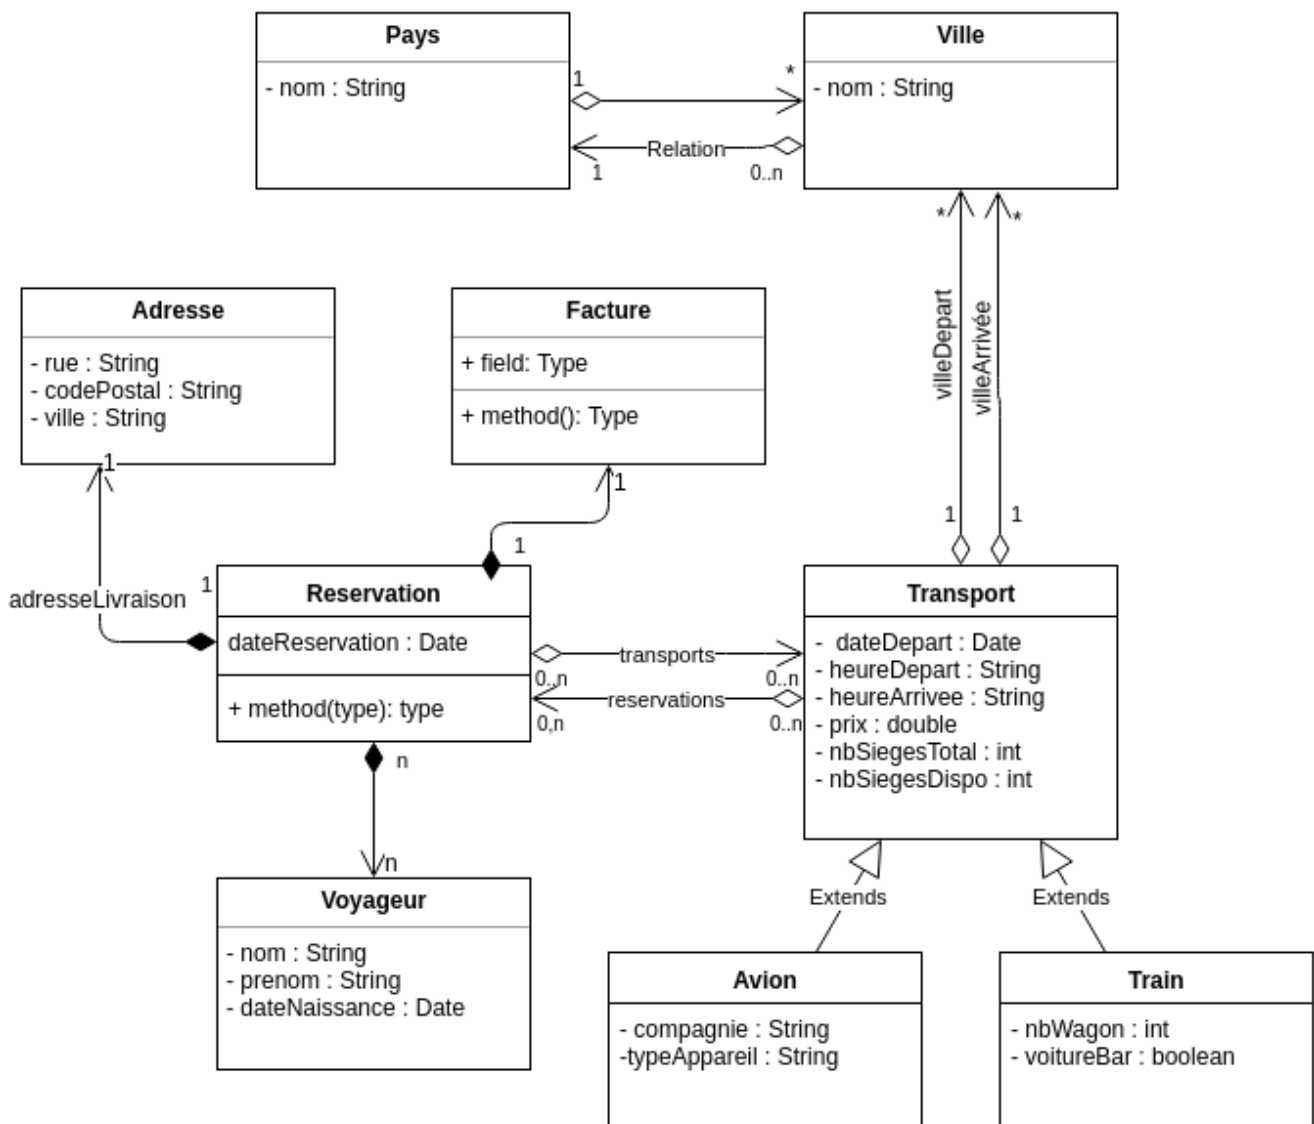 Pays
- nom : String
Ville
- nom : String
1
*
Relation
1
0..n
*
*
villeDepart
villeArrivée
1
1
Adresse
- rue : String
- codePostal : String
- ville : String
1
Facture
+ field: Type
+ method(): Type
1
1
1
adresseLivraison
Reservation
dateReservation : Date
+ method(type): type
transports
0..n
0..n
reservations
0,n
0..n
Transport
- dateDepart : Date
- heureDepart : String
- heureArrivee : String
- prix : double
- nbSiegesTotal : int
- nbSiegesDispo : int
n
n
Voyageur
- nom : String
- prenom : String
- dateNaissance : Date
Extends
Extends
Avion
- compagnie : String
-typeAppareil : String
Train
- nbWagon : int
- voitureBar : boolean